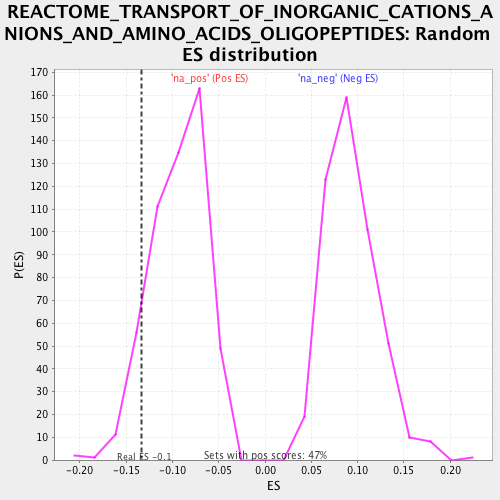 REACTOME_TRANSPORT_OF_INORGANIC_CATIONS_A
NIONS_AND_AMINO_ACIDS_OLIGOPEPTIDES: Random
ES distribution
'na_pos' (Pos ES) 'na_neg' (Neg ES)
170
160
150
140
130
120
110
100
90
80
70
60
50
40
30
20
10
0
P(ES)
Real ES -0.1 Sets with pos scores: 47%
-0.20 -0.15 -0.10 -0.05 0.00 0.05 0.10 0.15 0.20
ES